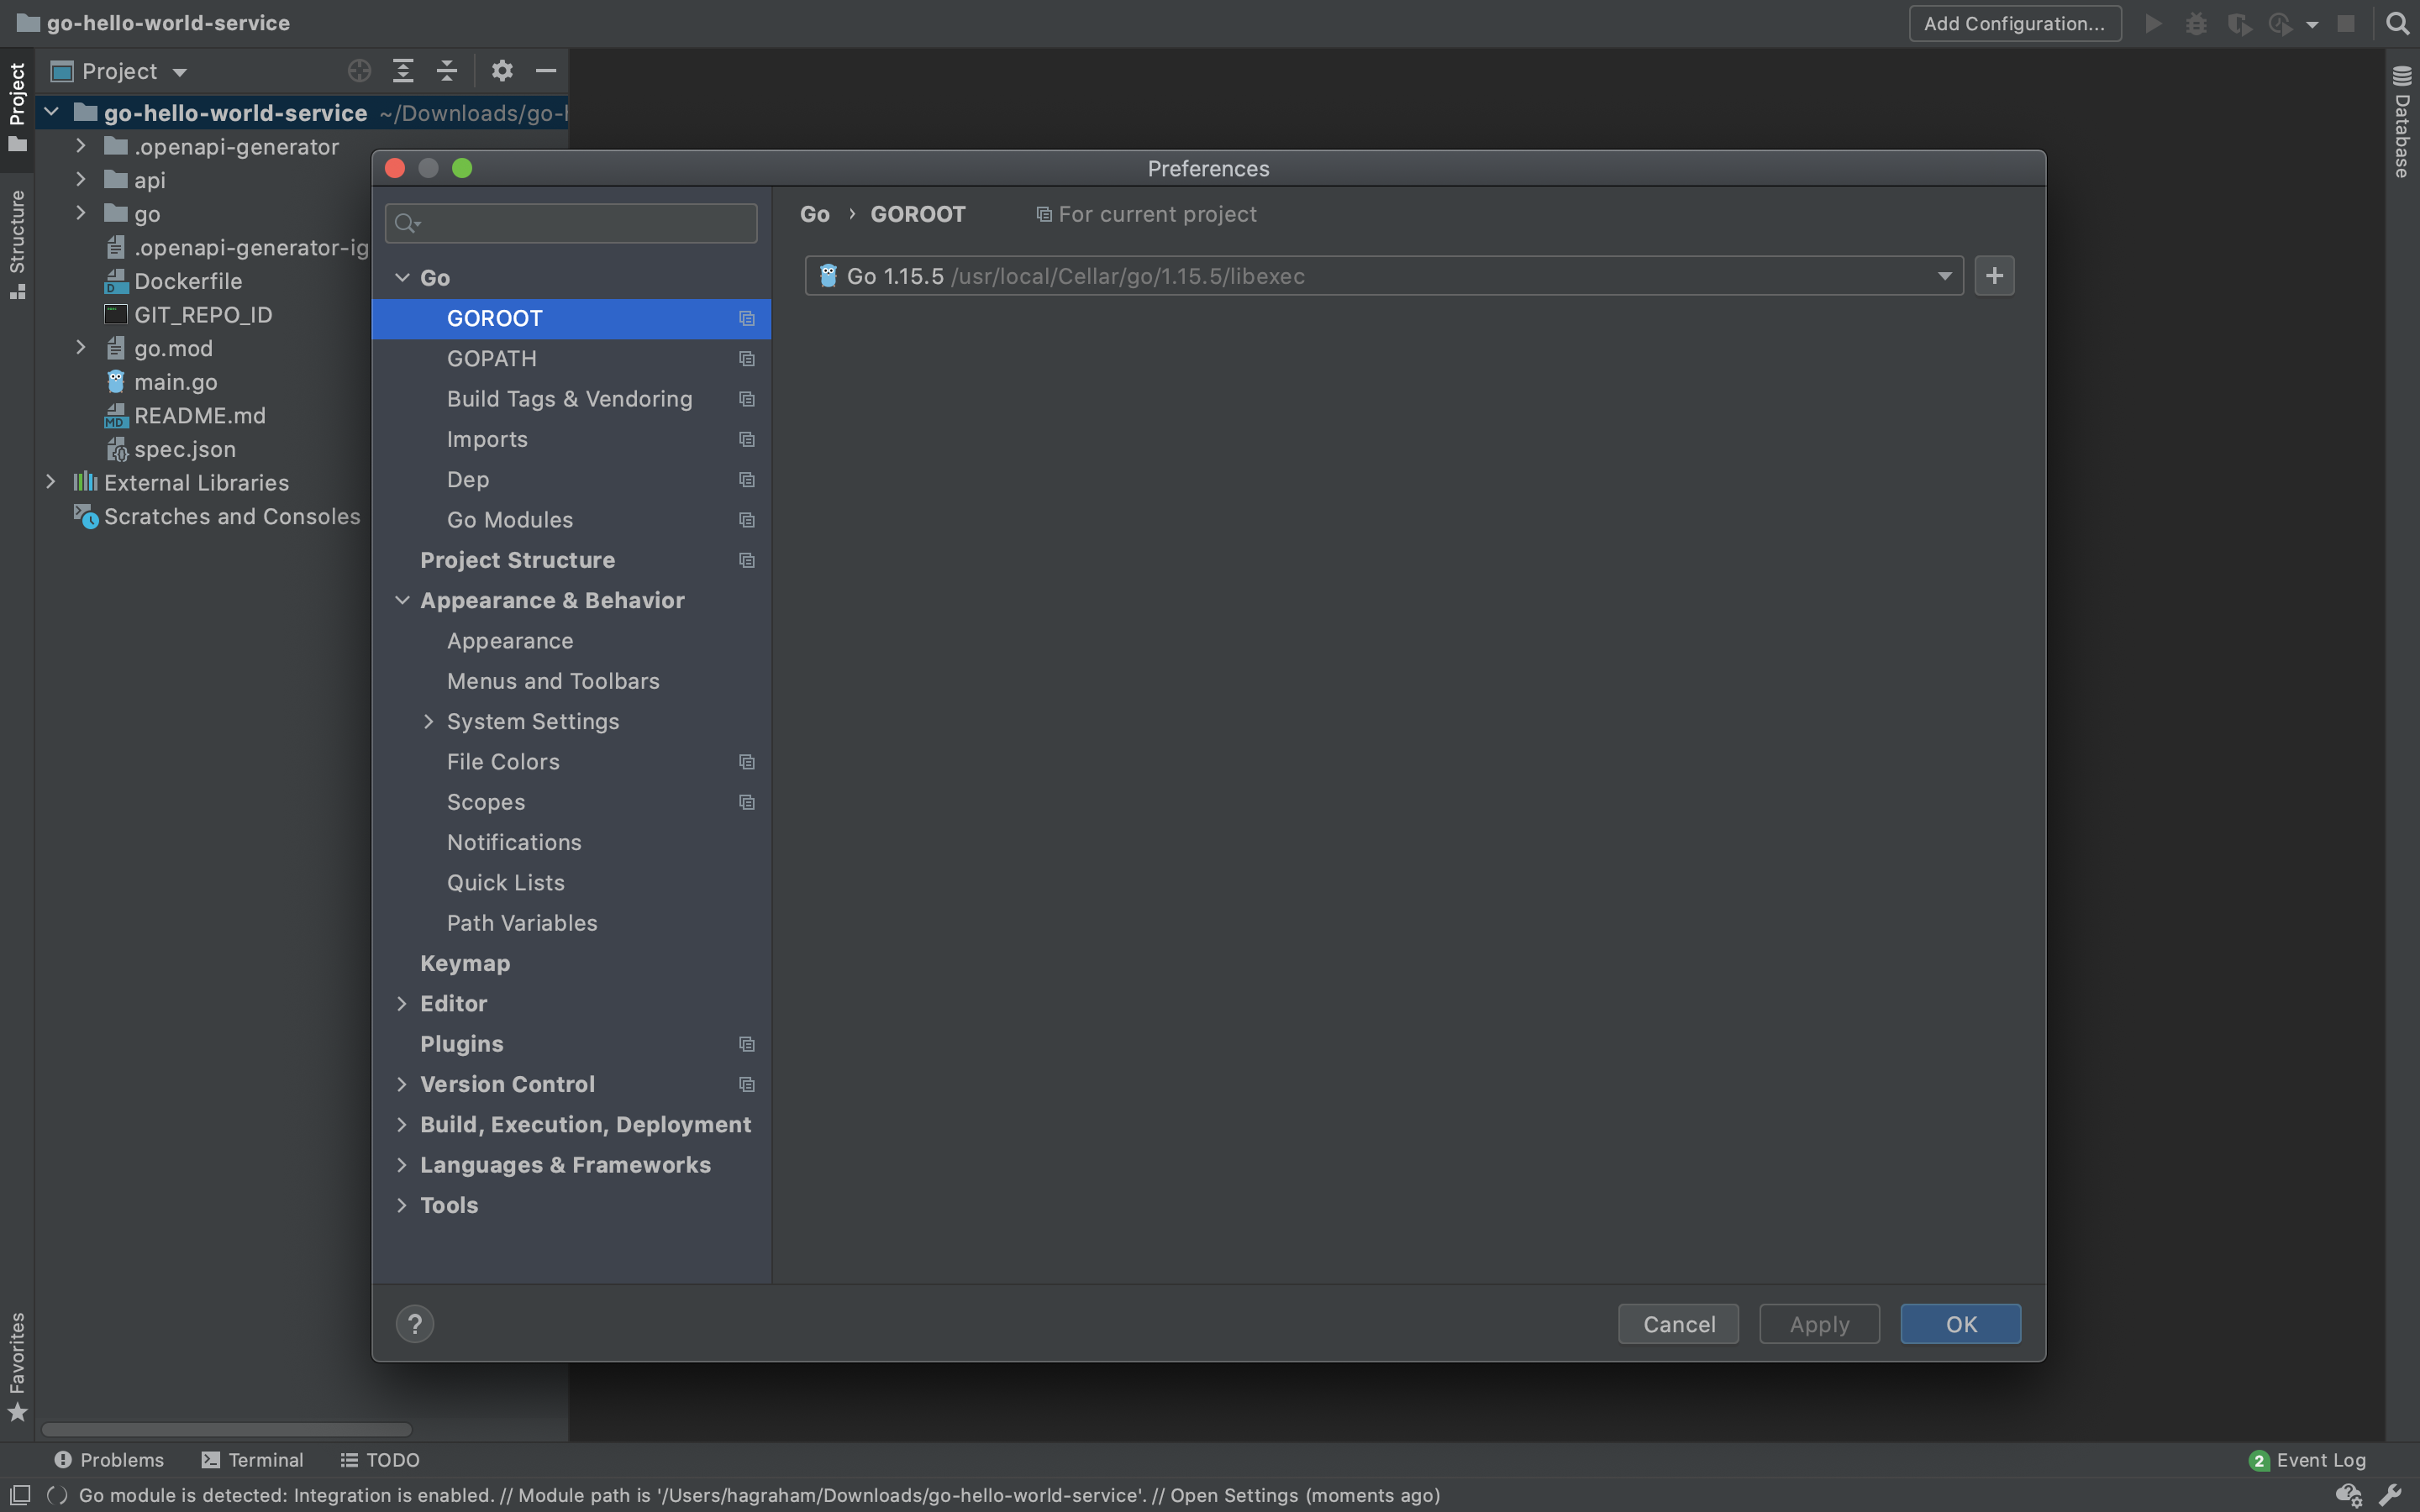 go-hello-world-service
Add Configuration...
Project
Structure
Favorites
Project
go-hello-world-service ~/Downloads/go-h
.openapi-generator
api
go
.openapi-generator-ig
Dockerfile
GIT_REPO_ID
go.mod
main.go
README.md
spec.json
External Libraries
Scratches and Consoles
Preferences
Go
GOROOT
GOPATH
Build Tags & Vendoring
Imports
Dep
Go Modules
Project Structure
Appearance & Behavior
Appearance
Menus and Toolbars
System Settings
File Colors
Scopes
Notifications
Quick Lists
Path Variables
Keymap
Editor
Plugins
Version Control
Build, Execution, Deployment
Languages & Frameworks
Tools
Go › GOROOT For current project
Go 1.15.5 /usr/local/Cellar/go/1.15.5/libexec
?
Cancel
Apply
OK
Database
Problems
Terminal
TODO
2 Event Log
Go module is detected: Integration is enabled. // Module path is '/Users/hagraham/Downloads/go-hello-world-service'. // Open Settings (moments ago)